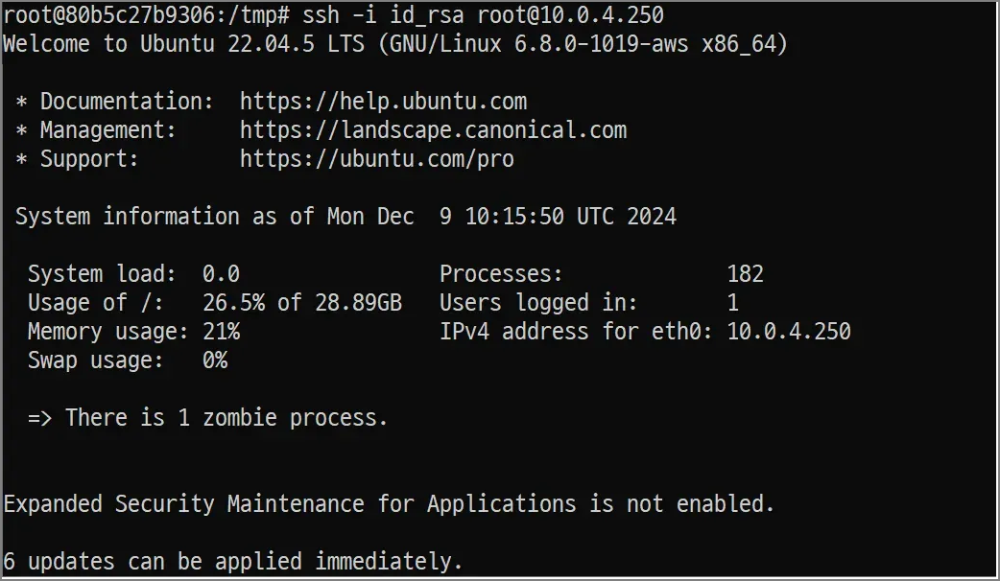 root@80b5c27b9306:/tmp# ssh -i id_rsa root@10.0.4.250
Welcome to Ubuntu 22.04.5 LTS (GNU/Linux 6.8.0-1019-aws x86_64)

 * Documentation:  https://help.ubuntu.com
 * Management:     https://landscape.canonical.com
 * Support:        https://ubuntu.com/pro

 System information as of Mon Dec  9 10:15:50 UTC 2024

  System load:  0.0                Processes:             182
  Usage of /:   26.5% of 28.89GB   Users logged in:       1
  Memory usage: 21%                IPv4 address for eth0: 10.0.4.250
  Swap usage:   0%

  => There is 1 zombie process.


Expanded Security Maintenance for Applications is not enabled.

6 updates can be applied immediately.